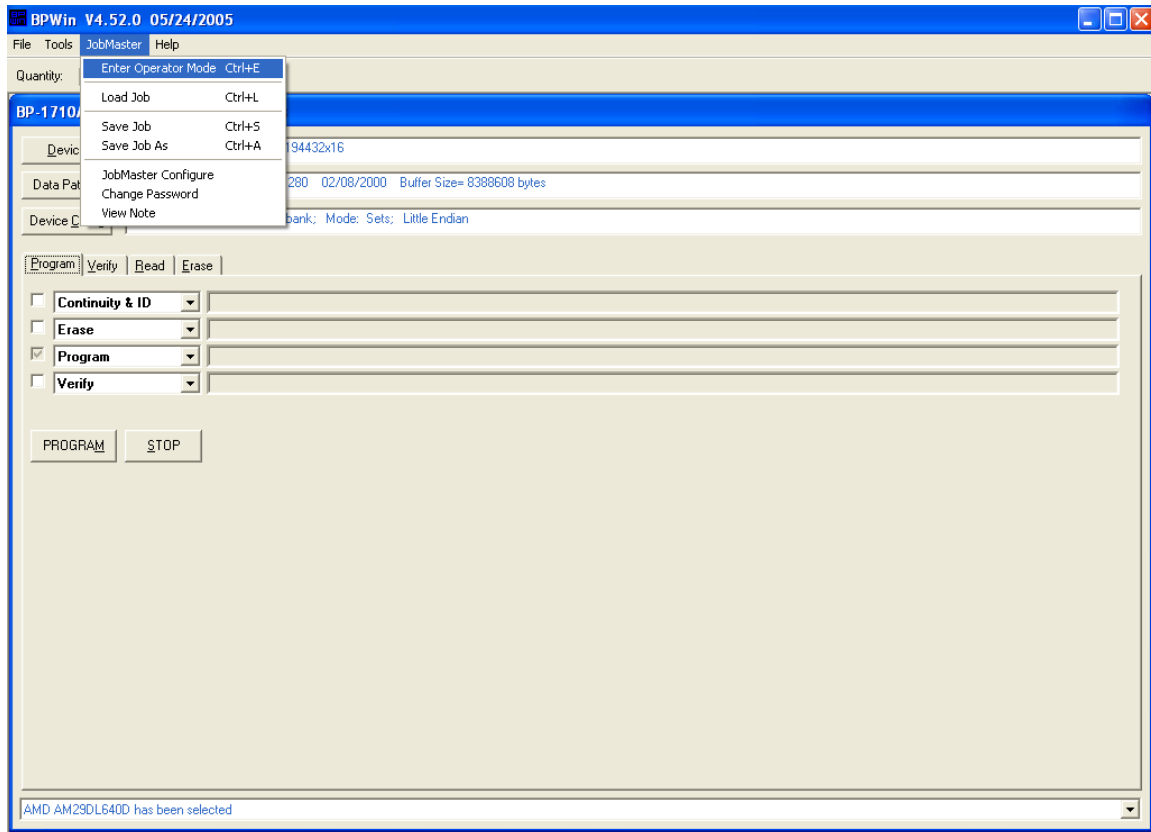 BPWin V4.52.0 05/24/2005
File Tools JobMaster Help
Quantity:
Enter Operator Mode Ctrl+E
Load Job Ctrl+L
Save Job Ctrl+S
Save Job As Ctrl+A
JobMaster Configure
Change Password
View Note
BP-1710/
Devic 194432x16
Data Pat 280 02/08/2000 Buffer Size= 8388608 bytes
Device C bank; Mode: Sets; Little Endian
Program Verify Read Erase
Continuity & ID
Erase
Program
Verify
PROGRAM STOP
AMD AM29DL640D has been selected